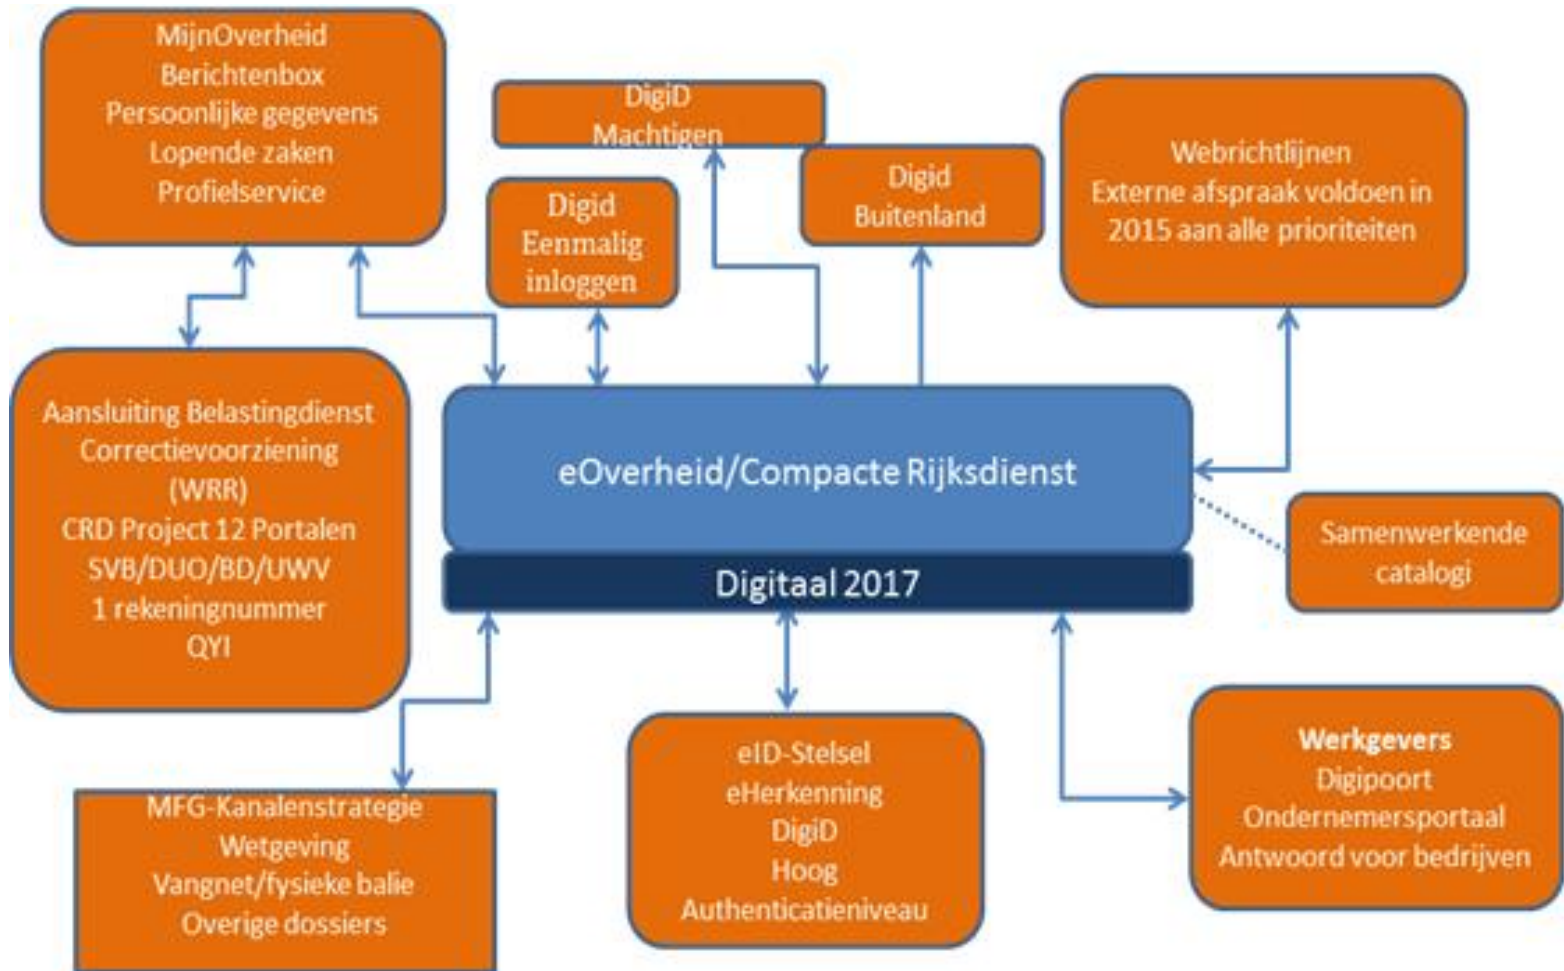 MijnOverheid
Berichtenbox
Persoonlijke gegevens
Lopende zaken
Profielservice
DigiD
Machtigen
Digid
Eenmalig
inloggen
Digid
Buitenland
Webrichtlijnen
Externe afspraak voldoen in
2015 aan alle prioriteiten
Aansluiting Belastingdienst
Correctievoorziening
(WRR)
CRD Project 12 Portalen
SVB/DUO/BD/UWV
1 rekeningnummer
QYI
eOverheid/Compacte Rijksdienst
Digitaal 2017
Samenwerkende
catalogi
MFG-Kanalenstrategie
Wetgeving
Vangnet/fysieke balie
Overige dossiers
eID-Stelsel
eHerkenning
DigiD
Hoog
Authenticatieniveau
Werkgevers
Digipoort
Ondernemersportaal
Antwoord voor bedrijven